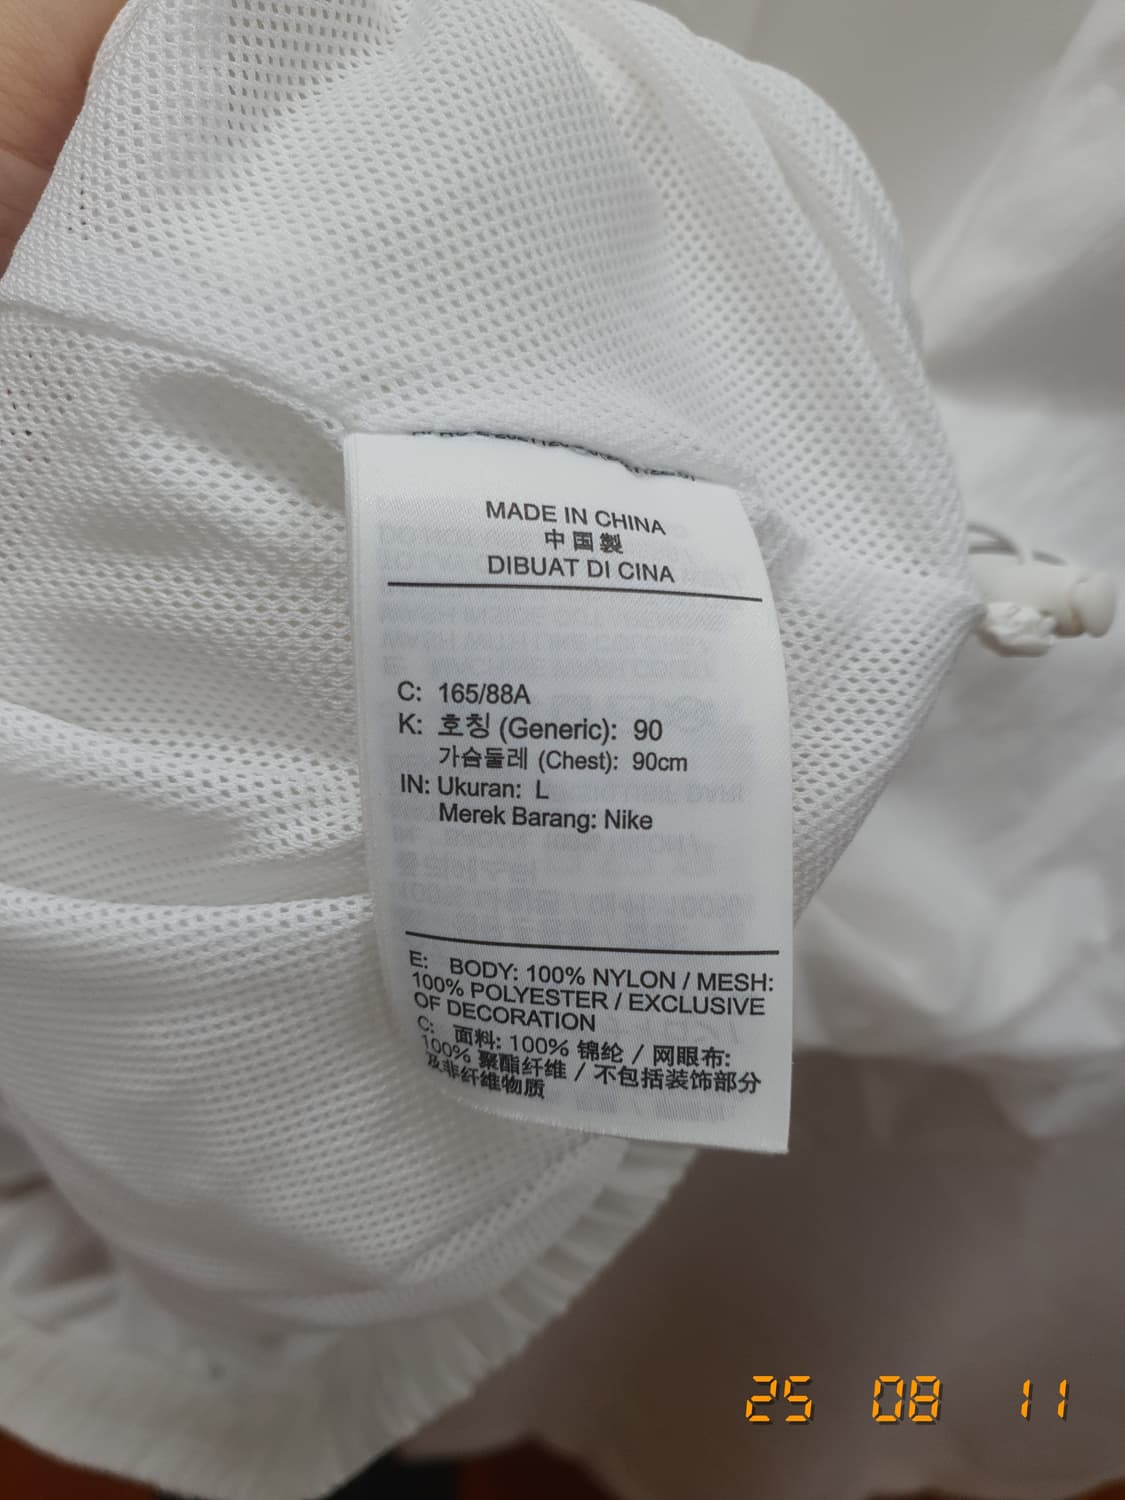 MADE IN CHINA
中国製
DIBUAT DI CINA
C: 165/88A
K: 호칭 (Generic): 90
가슴둘레 (Chest): 90cm
IN: Ukuran: L
Merek Barang: Nike
E: BODY: 100% NYLON / MESH:
100% POLYESTER / EXCLUSIVE
OF DECORATION
C: 面料: 100% 锦纶 / 网眼布:
100% 聚酯纤维 / 不包括装饰部分
及非纤维物质
25 08 11